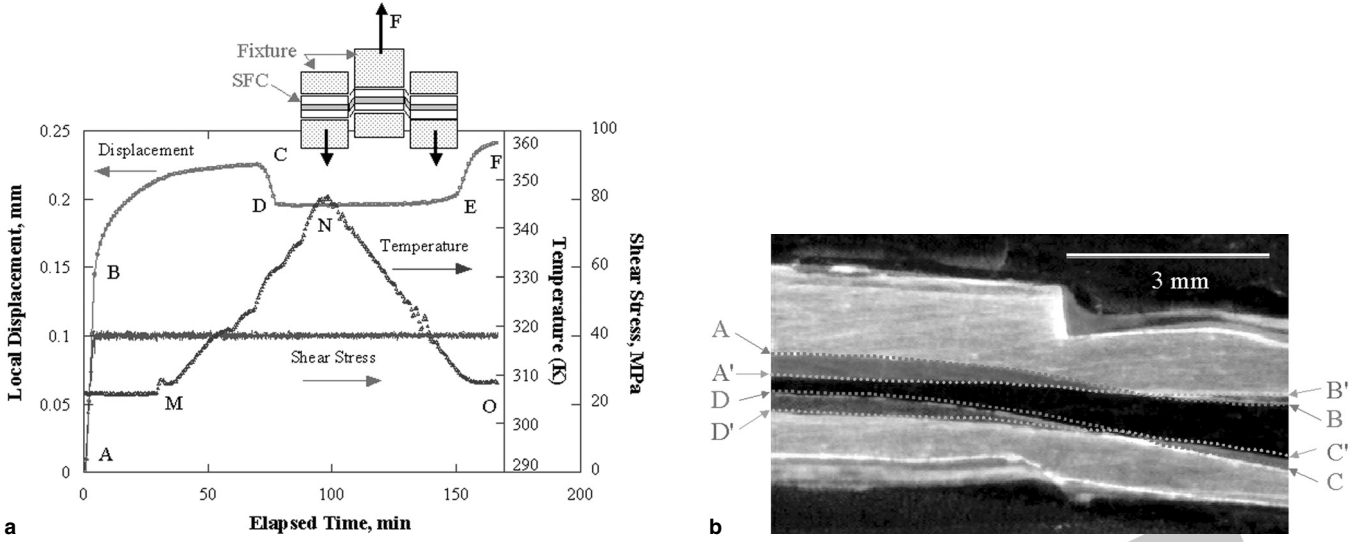 F
Fixture
SFC
0.25
0.2
0.15
0.1
0.05
0
Local Displacement, mm
0
50
100
150
200
Elapsed Time, min
360
350
340
330
320
310
300
290
Temperature (K)
100
80
60
40
20
0
Shear Stress, MPa
Displacement
Temperature
Shear Stress
A
B
C
D
E
F
M
N
O
a
3 mm
A
A'
D
D'
B'
B
C'
C
b